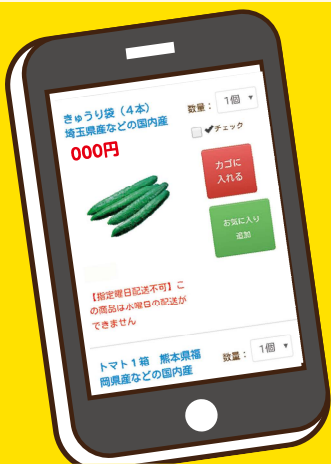 きゅうり袋（４本）
埼玉県産などの国内産
000円
数量： 1個
✔チェック
カゴに
入れる
お気に入り
追加
【指定曜日配送不可】こ
の商品は水曜日の配送が
できません
トマト１箱 熊本県福
岡県産などの国内産
数量： 1個